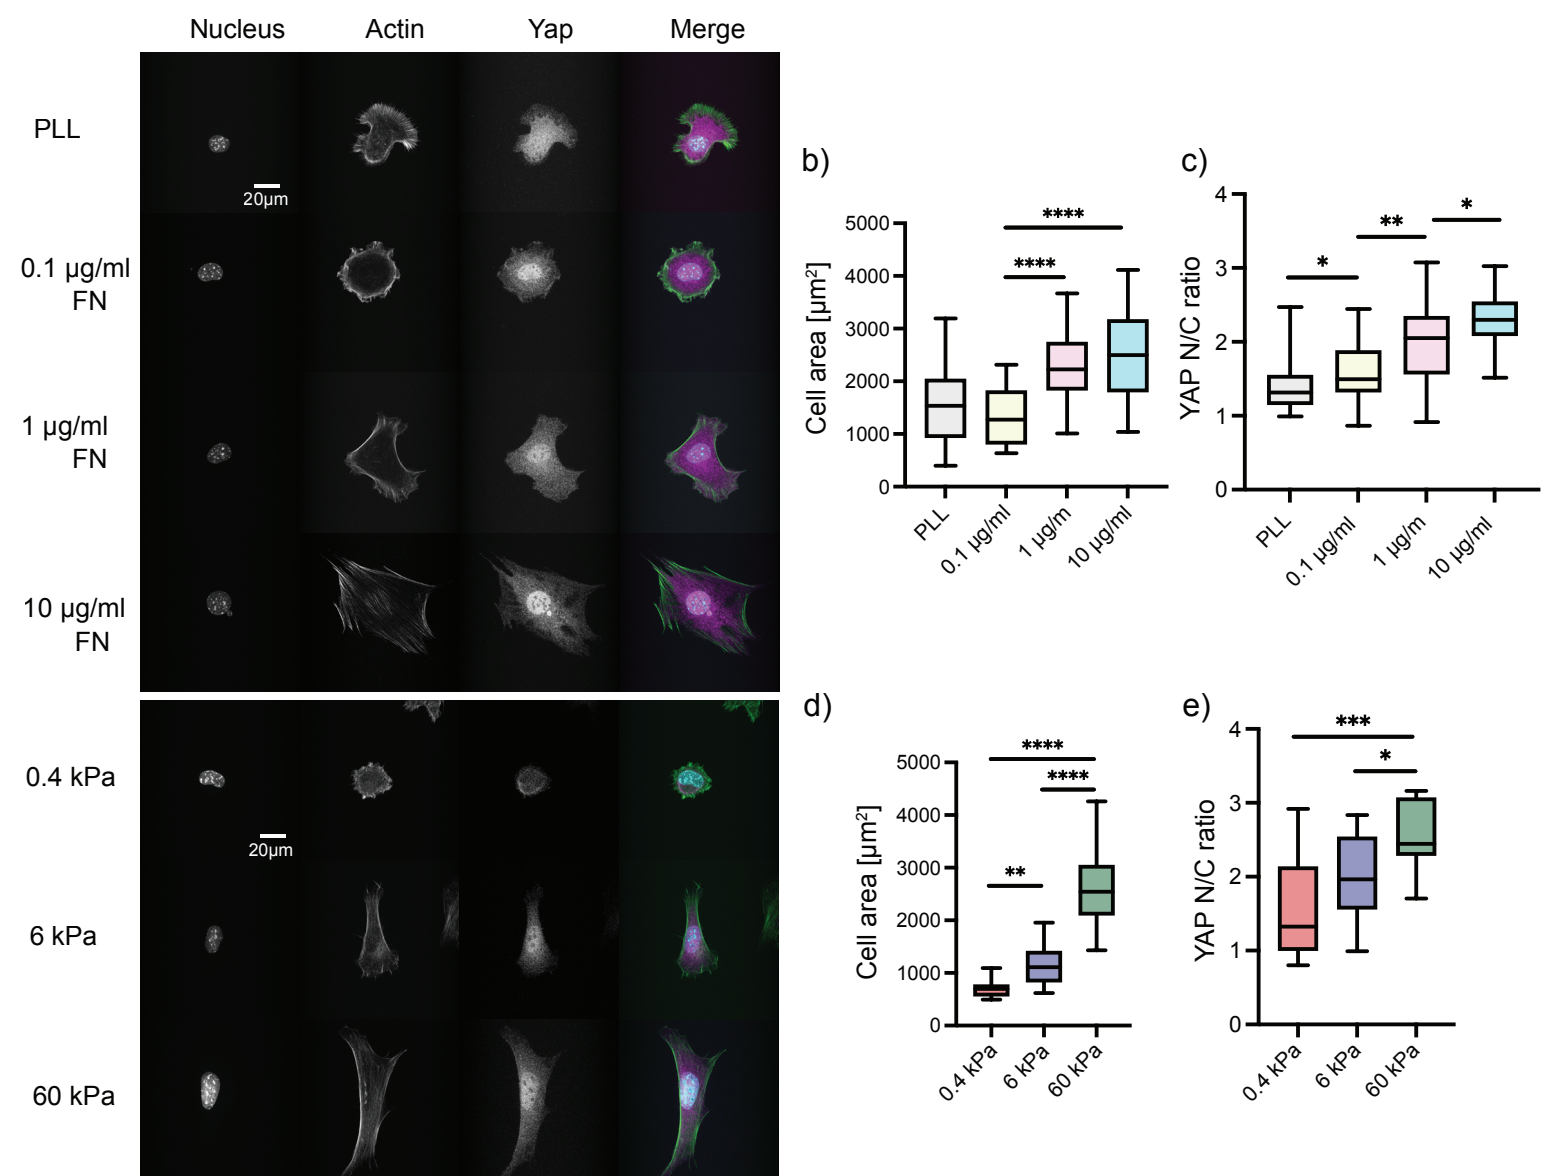 Nucleus Actin Yap Merge
PLL
20µm
0.1 µg/ml
FN
1 µg/ml
FN
10 µg/ml
FN
0.4 kPa
20µm
6 kPa
60 kPa
b)
Cell area [µm²]
5000
4000
3000
2000
1000
0
****
****
PLL
0.1 µg/ml
1 µg/m
10 µg/ml
c)
YAP N/C ratio
4
3
2
1
0
*
**
*
PLL
0.1 µg/ml
1 µg/m
10 µg/ml
d)
Cell area [µm²]
5000
4000
3000
2000
1000
0
****
****
**
0.4 kPa
6 kPa
60 kPa
e)
YAP N/C ratio
4
3
2
1
0
***
*
0.4 kPa
6 kPa
60 kPa